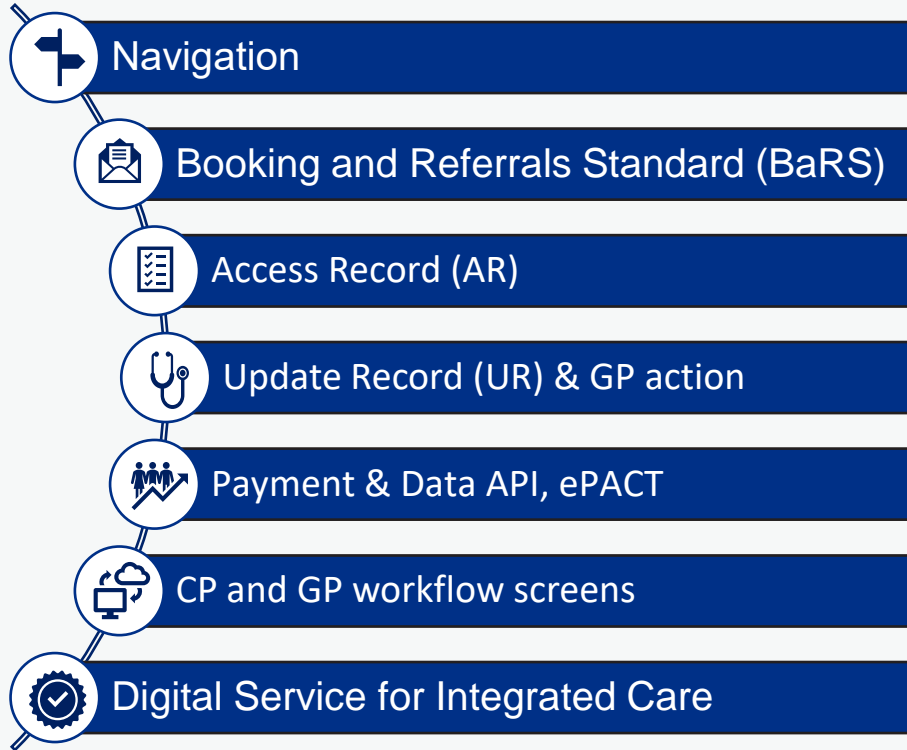 Navigation
Booking and Referrals Standard (BaRS)
Access Record (AR)
Update Record (UR) & GP action
Payment & Data API, ePACT
CP and GP workflow screens
Digital Service for Integrated Care